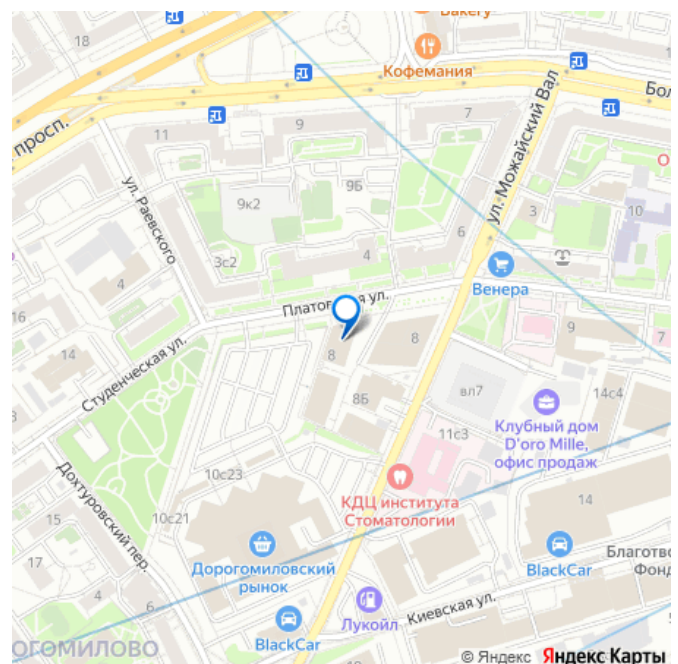 Bakery
18
Кофемания
Бол
просп.
11
9
7
ул. Можайский Вал
ул. Раевского
9Б
9к2
3
10
О
3с2
4
6
4
Венера
Платовская ул.
16
14
8
8
9
7
Студенческая ул.
8Б
вл7
14с4
Клубный дом
D'oro Mille,
офис продаж
11с3
10с23
КДЦ института
Стоматологии
14
15
10с21
Дохтуровский пер.
17
Дорогомиловский
рынок
BlackCar
Благотво
Фонд
4
6
Киевская ул.
Лукойл
5
BlackCar
ОГОМИЛОВО
© Яндекс Яндекс Карты